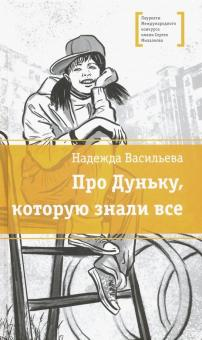 Лауреаты
Международного
конкурса
имени Сергея
Михалкова
Надежда Васильева
Про Дуньку,
которую знали все